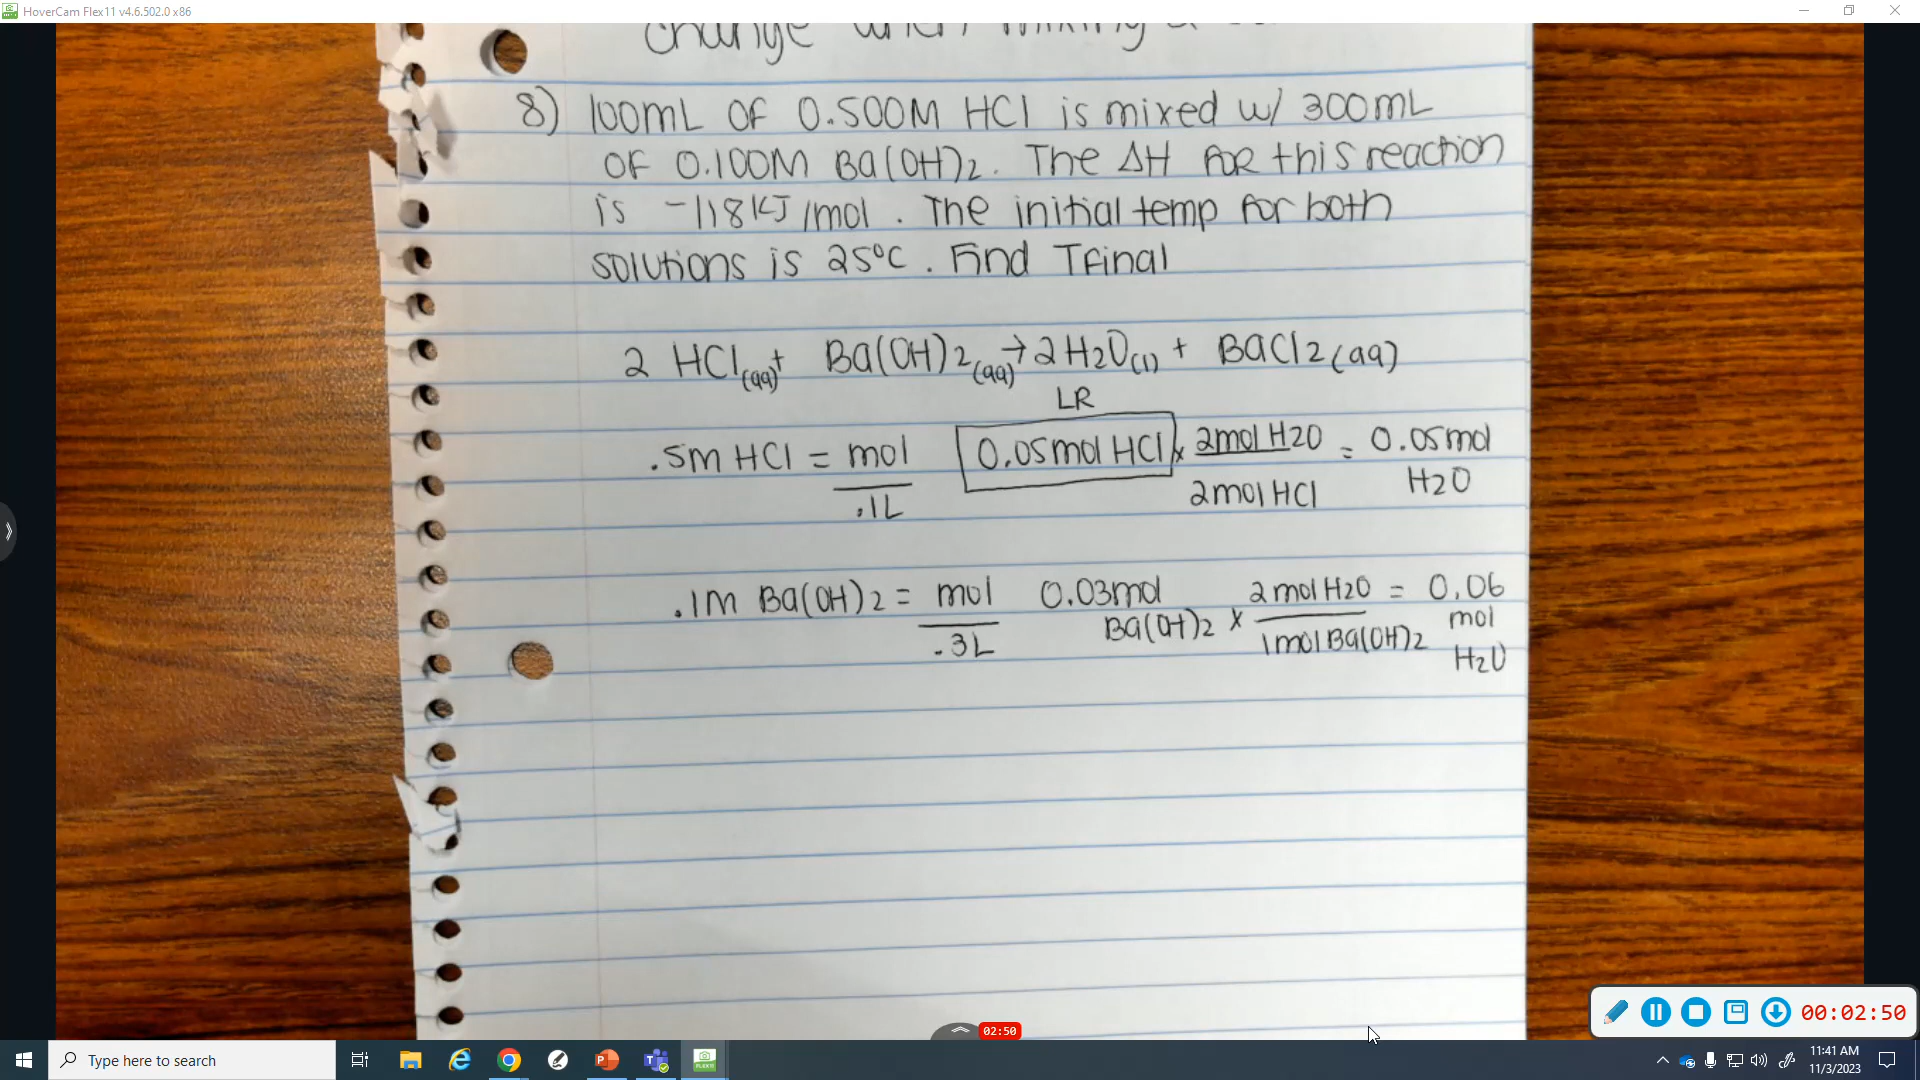 HoverCam Flex11 v4.6.502.0 x86
change when mixing
8) 100mL OF 0.500M HCl is mixed w/ 300mL
OF 0.100M Ba(OH)2. The ΔH FOR this reaction
is -118KJ/mol. The initial temp for both
solutions is 25°C. Find TFinal
2 HCl(aq) + Ba(OH)2(aq) → 2H2O(l) + BaCl2(aq)
LR
.5M HCl = mol/.1L 0.05mol HCl x 2mol H2O/2mol HCl = 0.05mol H2O
.1M Ba(OH)2 = mol/.3L 0.03mol Ba(OH)2 x 2mol H2O/1mol Ba(OH)2 = 0.06 mol H2O
02:50
00:02:50
Type here to search
11:41 AM
11/3/2023